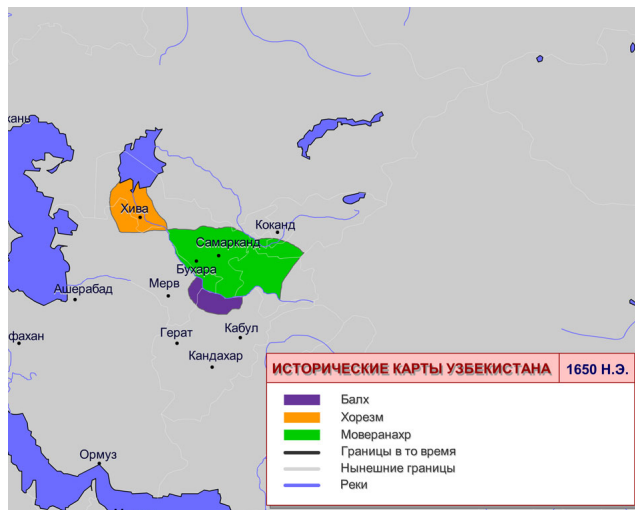 хань
Хива
Коканд
Самарканд
Бухара
Мерв
Ашерабад
фахан
Герат
Кабул
Кандахар
Ормуз
ИСТОРИЧЕСКИЕ КАРТЫ УЗБЕКИСТАНА 1650 Н.Э.
Балх
Хорезм
Моверанахр
Границы в то время
Нынешние границы
Реки